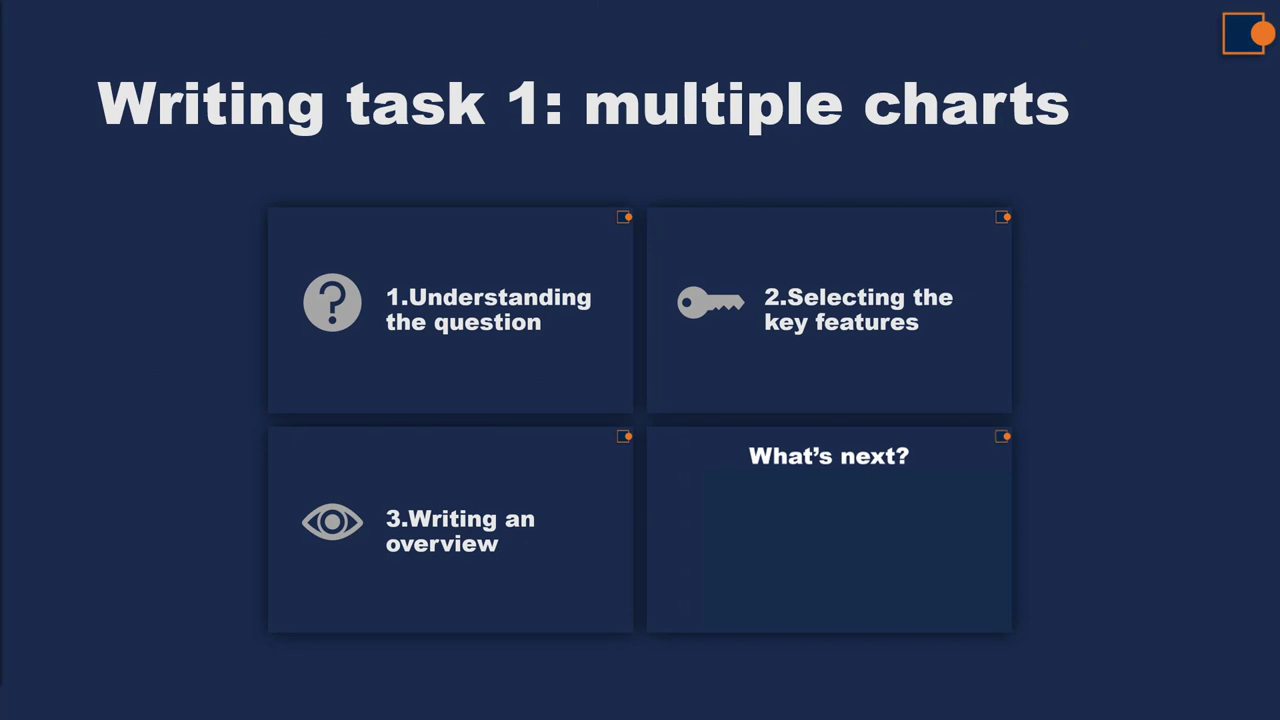 Writing task 1: multiple charts
1.Understanding
the question
2.Selecting the
key features
3.Writing an
overview
What’s next?